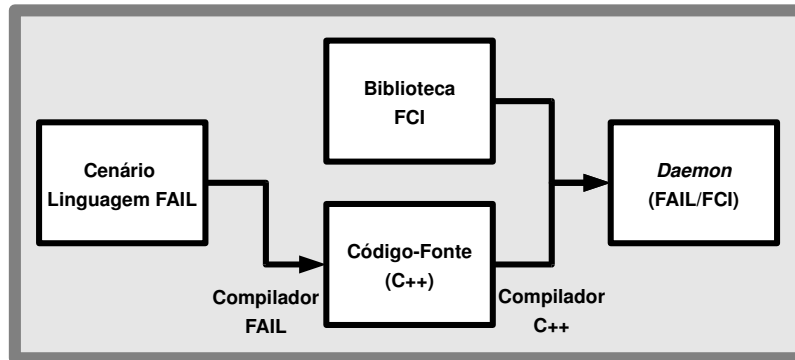 Biblioteca
FCI
Cenário
Linguagem FAIL
Daemon
(FAIL/FCI)
Código-Fonte
(C++)
Compilador
FAIL
Compilador
C++